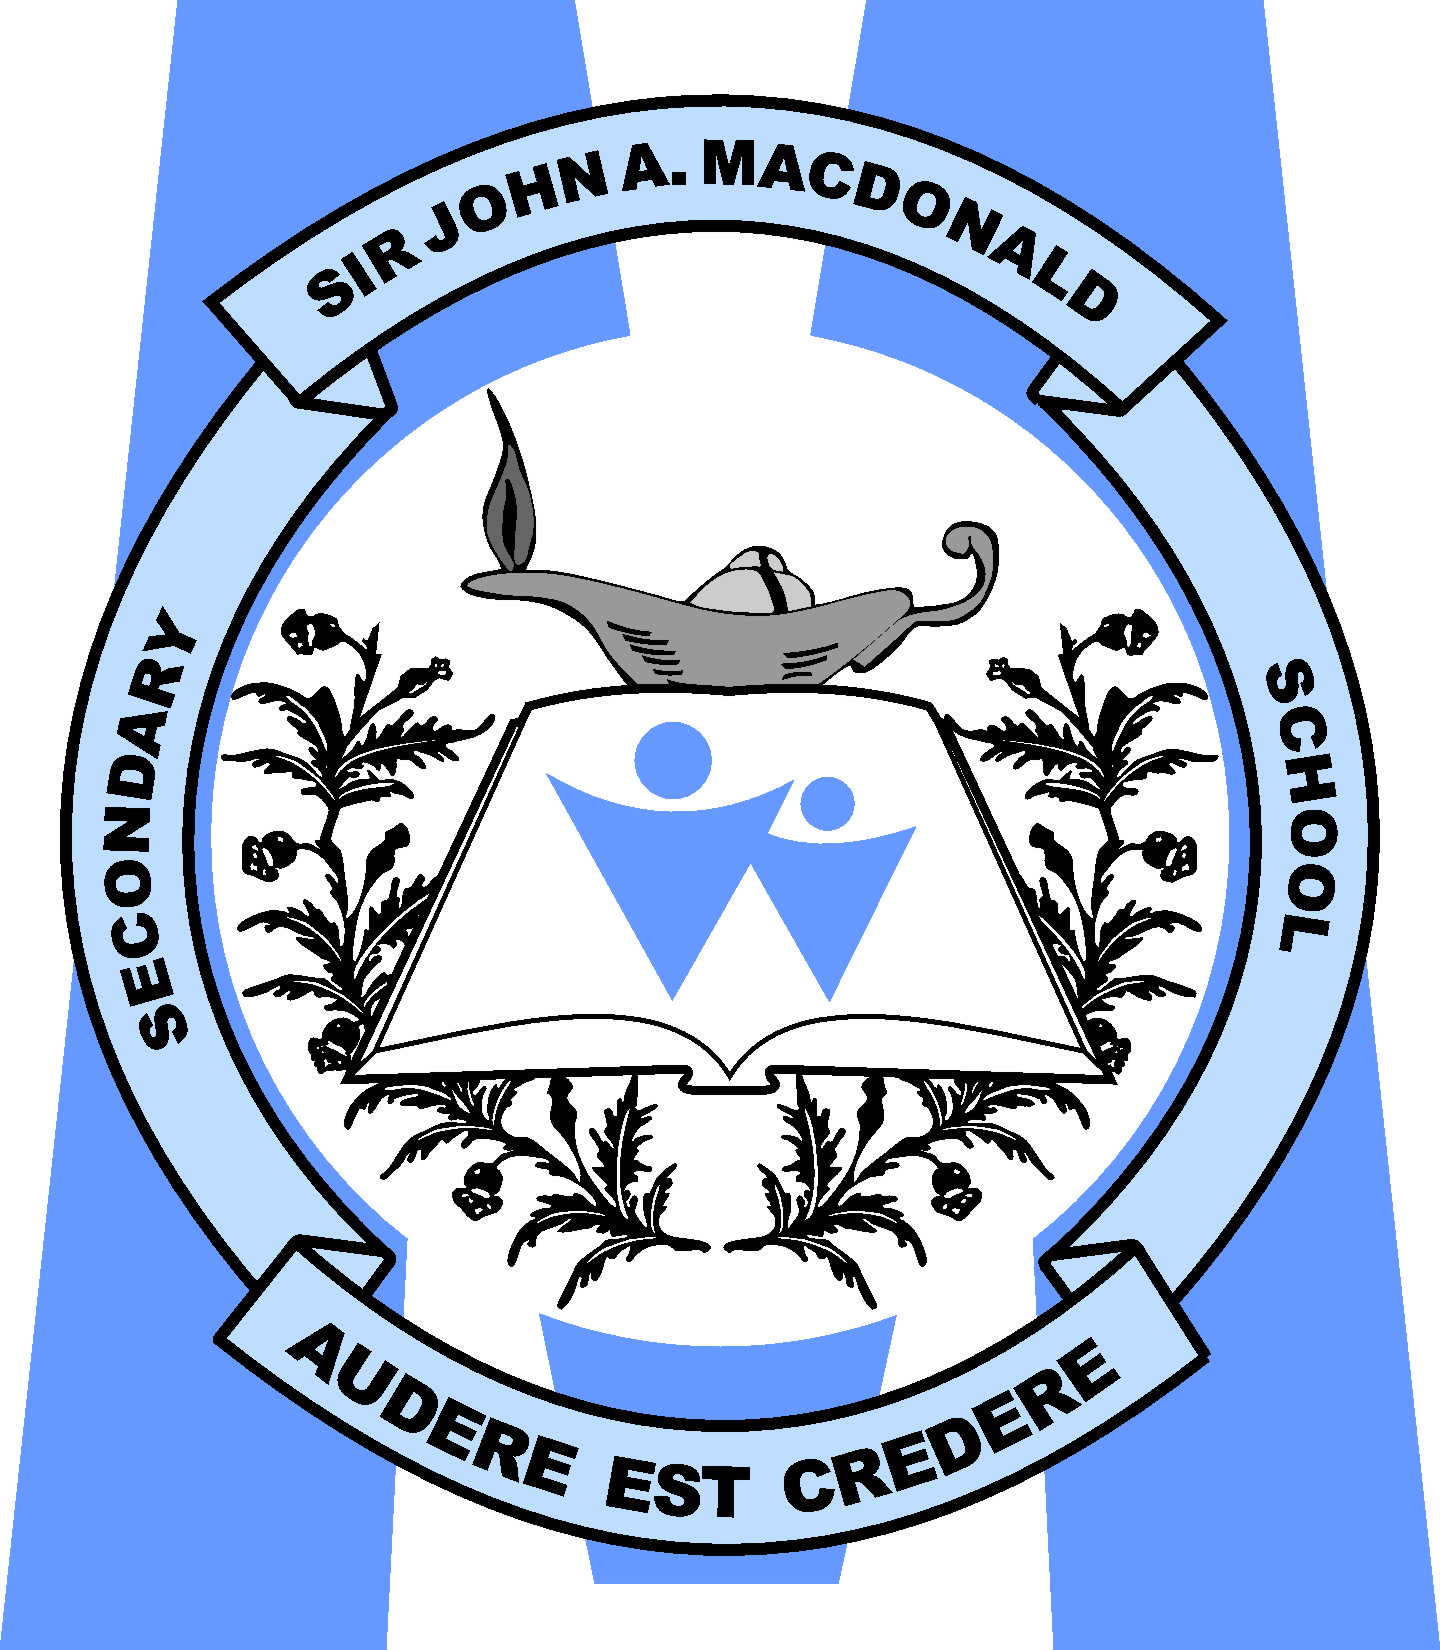 SIR JOHN A. MACDONALD
SECONDARY
SCHOOL
AUDERE EST CREDERE